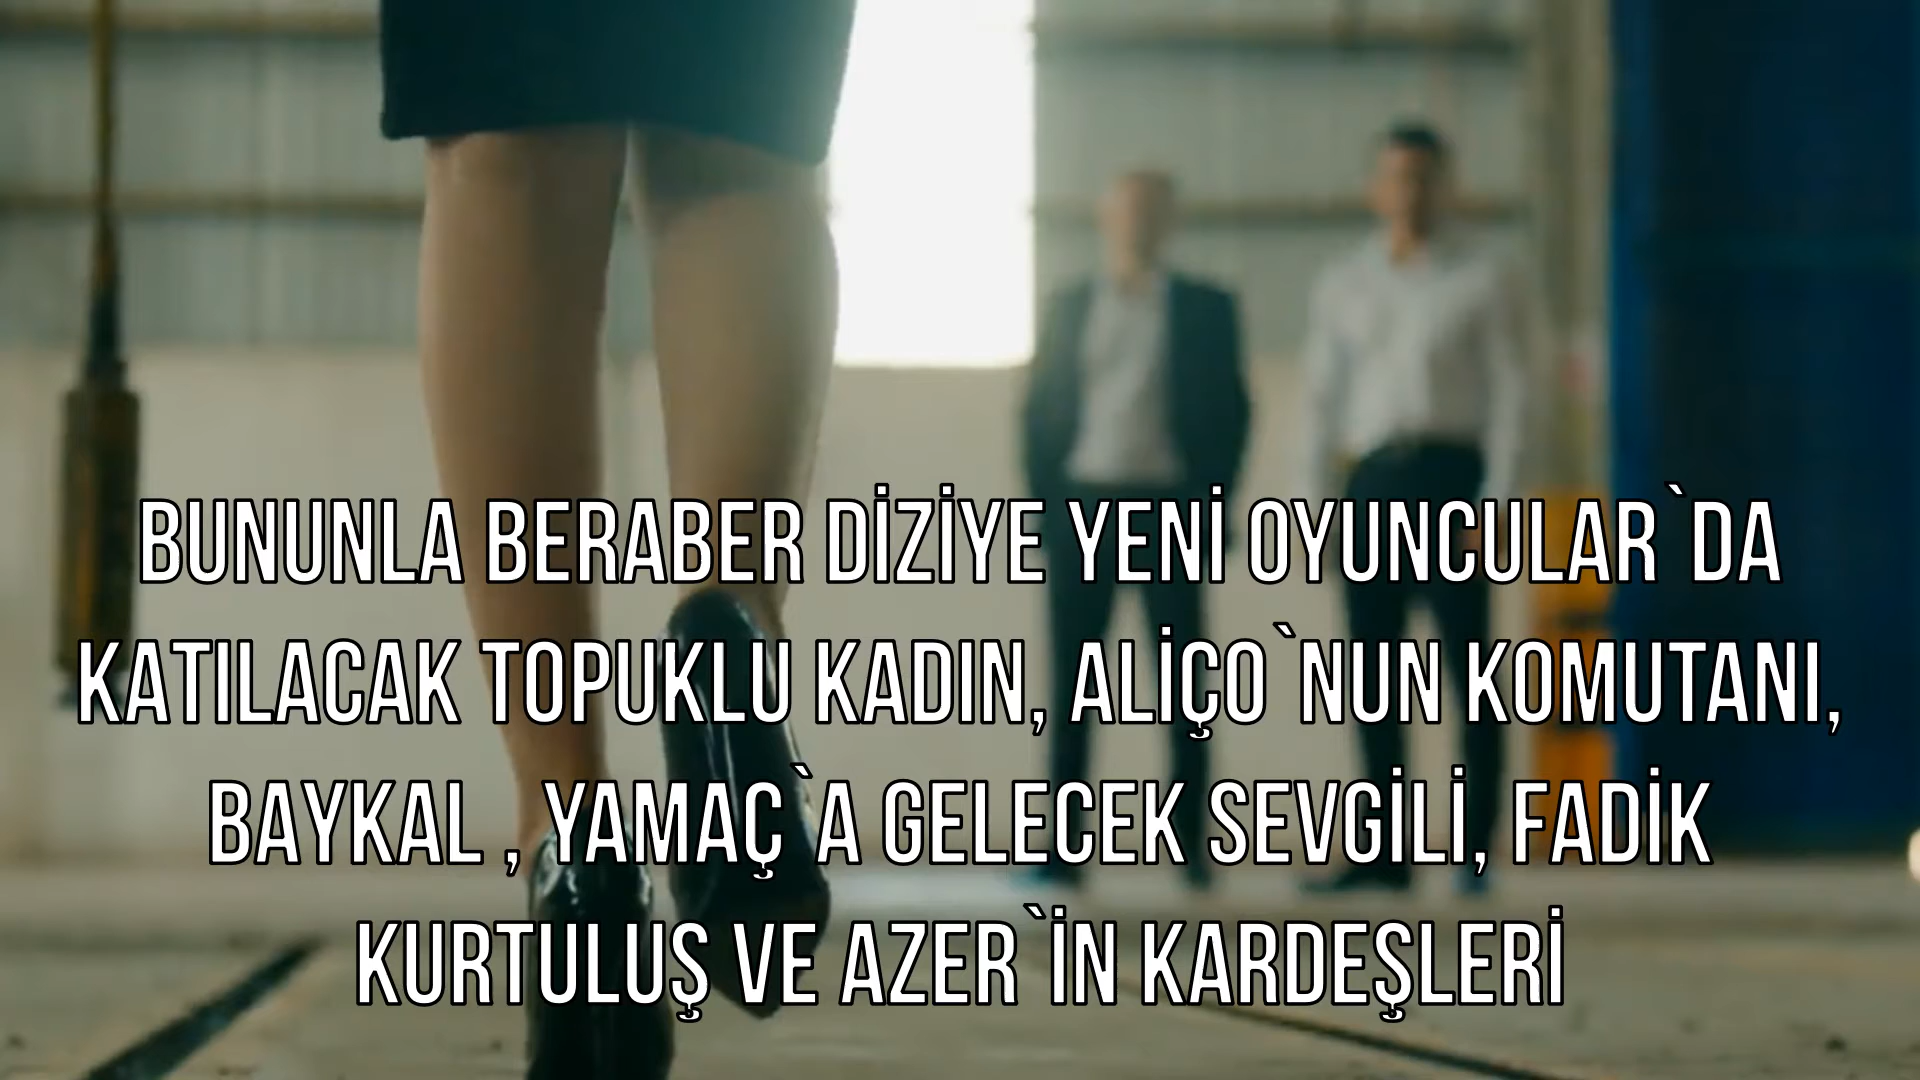 BUNUNLA BERABER DİZİYE YENİ OYUNCULAR`DA
KATILACAK TOPUKLU KADIN, ALİÇO`NUN KOMUTANI,
BAYKAL , YAMAÇ`A GELECEK SEVGİLİ, FADİK
KURTULUŞ VE AZER`İN KARDEŞLERİ